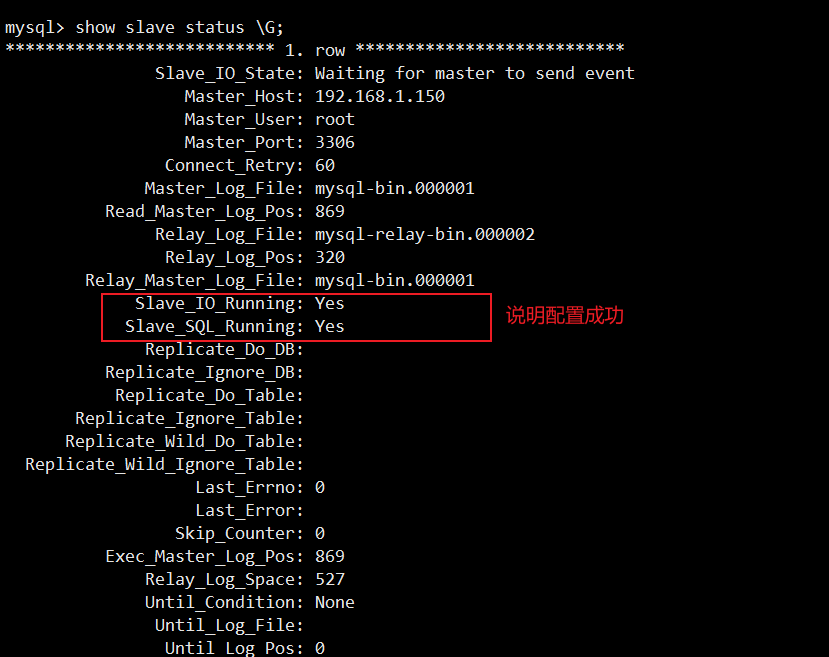 mysql> show slave status \G;
*************************** 1. row ***************************
Slave_IO_State: Waiting for master to send event
Master_Host: 192.168.1.150
Master_User: root
Master_Port: 3306
Connect_Retry: 60
Master_Log_File: mysql-bin.000001
Read_Master_Log_Pos: 869
Relay_Log_File: mysql-relay-bin.000002
Relay_Log_Pos: 320
Relay_Master_Log_File: mysql-bin.000001
Slave_IO_Running: Yes
Slave_SQL_Running: Yes
说明配置成功
Replicate_Do_DB:
Replicate_Ignore_DB:
Replicate_Do_Table:
Replicate_Ignore_Table:
Replicate_Wild_Do_Table:
Replicate_Wild_Ignore_Table:
Last_Errno: 0
Last_Error:
Skip_Counter: 0
Exec_Master_Log_Pos: 869
Relay_Log_Space: 527
Until_Condition: None
Until_Log_File:
Until_Log_Pos: 0